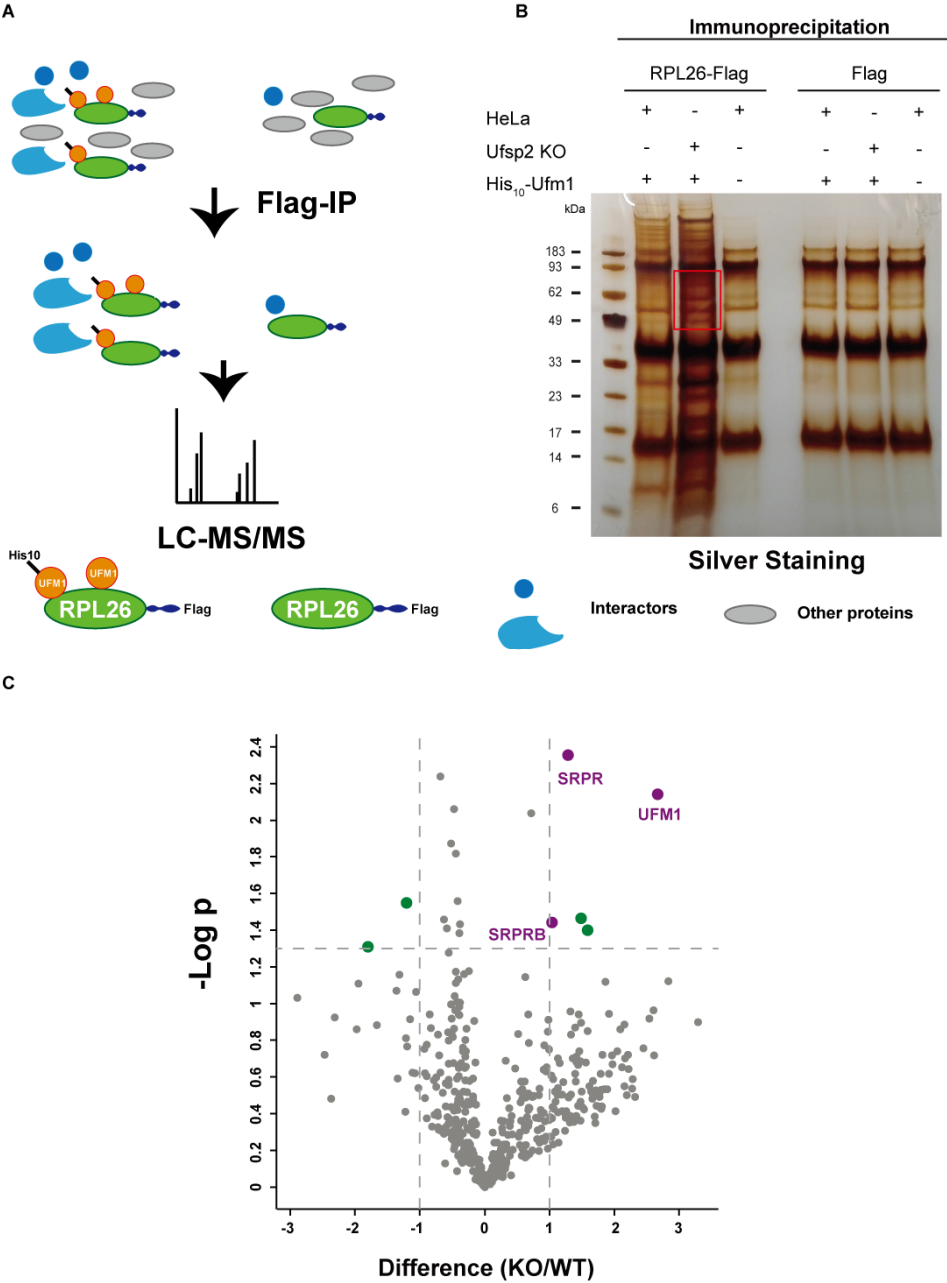 A
Flag-IP
LC-MS/MS
His10
UFM1
UFM1
RPL26
Flag
RPL26
Flag
B
Immunoprecipitation
RPL26-Flag Flag
HeLa + - + + - +
Ufsp2 KO - + - - + -
His10-Ufm1 + + - + + -
kDa
183
93
62
49
33
23
17
14
6
Silver Staining
Interactors
Other proteins
C
-Log p
2.4
2.2
2
1.8
1.6
1.4
1.2
1
0.8
0.6
0.4
0.2
0
SRPR
UFM1
SRPRB
-3 -2 -1 0 1 2 3
Difference (KO/WT)